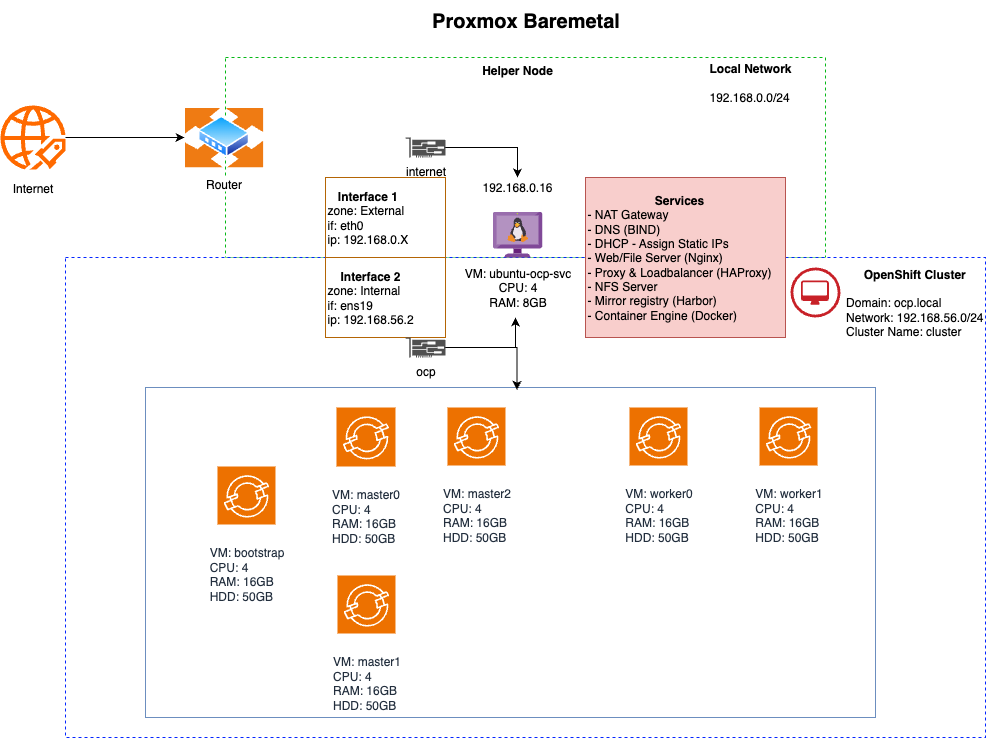 Proxmox Baremetal
Helper Node
Local Network
192.168.0.0/24
Internet
Router
internet
192.168.0.16
Interface 1
zone: External
if: eth0
ip: 192.168.0.X
Interface 2
zone: Internal
if: ens19
ip: 192.168.56.2
VM: ubuntu-ocp-svc
CPU: 4
RAM: 8GB
Services
- NAT Gateway
- DNS (BIND)
- DHCP - Assign Static IPs
- Web/File Server (Nginx)
- Proxy & Loadbalancer (HAProxy)
- NFS Server
- Mirror registry (Harbor)
- Container Engine (Docker)
OpenShift Cluster
Domain: ocp.local
Network: 192.168.56.0/24
Cluster Name: cluster
ocp
VM: bootstrap
CPU: 4
RAM: 16GB
HDD: 50GB
VM: master0
CPU: 4
RAM: 16GB
HDD: 50GB
VM: master2
CPU: 4
RAM: 16GB
HDD: 50GB
VM: worker0
CPU: 4
RAM: 16GB
HDD: 50GB
VM: worker1
CPU: 4
RAM: 16GB
HDD: 50GB
VM: master1
CPU: 4
RAM: 16GB
HDD: 50GB